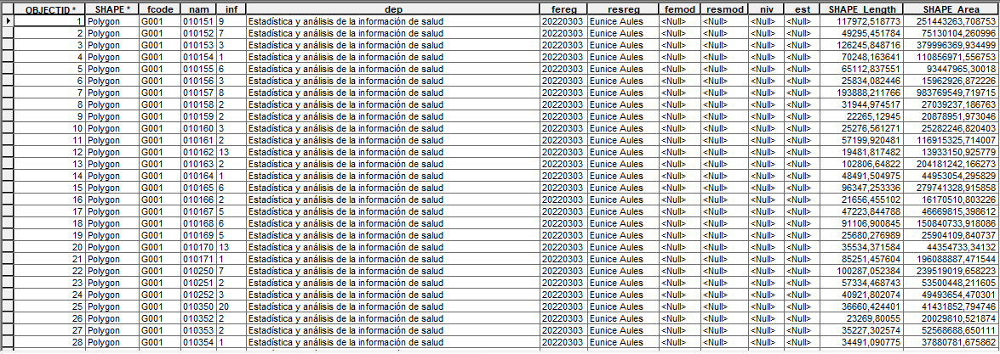 OBJECTID * SHAPE * fcode nam inf dep fereg resreg femod resmod niv est SHAPE_Length SHAPE_Area
1 Polygon G001 010151 9 Estadística y análisis de la información de salud 20220303 Eunice Aules <Null> <Null> <Null> <Null> 117972,518773 251443263,708753
2 Polygon G001 010152 7 Estadística y análisis de la información de salud 20220303 Eunice Aules <Null> <Null> <Null> <Null> 49295,451784 75130104,260996
3 Polygon G001 010153 3 Estadística y análisis de la información de salud 20220303 Eunice Aules <Null> <Null> <Null> <Null> 126245,848716 379996369,934499
4 Polygon G001 010154 1 Estadística y análisis de la información de salud 20220303 Eunice Aules <Null> <Null> <Null> <Null> 70248,163641 110856971,556753
5 Polygon G001 010155 6 Estadística y análisis de la información de salud 20220303 Eunice Aules <Null> <Null> <Null> <Null> 65112,837551 93447965,30018
6 Polygon G001 010156 3 Estadística y análisis de la información de salud 20220303 Eunice Aules <Null> <Null> <Null> <Null> 25834,082446 15962926,872226
7 Polygon G001 010157 8 Estadística y análisis de la información de salud 20220303 Eunice Aules <Null> <Null> <Null> <Null> 193888,211766 983769549,719715
8 Polygon G001 010158 2 Estadística y análisis de la información de salud 20220303 Eunice Aules <Null> <Null> <Null> <Null> 31944,974517 27039237,186763
9 Polygon G001 010159 2 Estadística y análisis de la información de salud 20220303 Eunice Aules <Null> <Null> <Null> <Null> 22265,12945 20878951,973046
10 Polygon G001 010160 3 Estadística y análisis de la información de salud 20220303 Eunice Aules <Null> <Null> <Null> <Null> 25276,561271 25282246,820403
11 Polygon G001 010161 2 Estadística y análisis de la información de salud 20220303 Eunice Aules <Null> <Null> <Null> <Null> 57199,920481 116915325,714007
12 Polygon G001 010162 13 Estadística y análisis de la información de salud 20220303 Eunice Aules <Null> <Null> <Null> <Null> 19481,817482 13933150,925779
13 Polygon G001 010163 2 Estadística y análisis de la información de salud 20220303 Eunice Aules <Null> <Null> <Null> <Null> 102806,64822 204181242,166273
14 Polygon G001 010164 1 Estadística y análisis de la información de salud 20220303 Eunice Aules <Null> <Null> <Null> <Null> 48491,504975 44953054,295829
15 Polygon G001 010165 6 Estadística y análisis de la información de salud 20220303 Eunice Aules <Null> <Null> <Null> <Null> 96347,253336 279741328,915858
16 Polygon G001 010166 2 Estadística y análisis de la información de salud 20220303 Eunice Aules <Null> <Null> <Null> <Null> 21656,455102 16170510,803226
17 Polygon G001 010167 5 Estadística y análisis de la información de salud 20220303 Eunice Aules <Null> <Null> <Null> <Null> 47223,844788 46669815,398612
18 Polygon G001 010168 6 Estadística y análisis de la información de salud 20220303 Eunice Aules <Null> <Null> <Null> <Null> 91106,900845 150840733,918086
19 Polygon G001 010169 5 Estadística y análisis de la información de salud 20220303 Eunice Aules <Null> <Null> <Null> <Null> 25680,276989 25904109,840737
20 Polygon G001 010170 13 Estadística y análisis de la información de salud 20220303 Eunice Aules <Null> <Null> <Null> <Null> 35534,371584 44354733,34132
21 Polygon G001 010171 1 Estadística y análisis de la información de salud 20220303 Eunice Aules <Null> <Null> <Null> <Null> 85251,457604 196088887,471544
22 Polygon G001 010250 7 Estadística y análisis de la información de salud 20220303 Eunice Aules <Null> <Null> <Null> <Null> 100287,052384 239519019,658223
23 Polygon G001 010251 2 Estadística y análisis de la información de salud 20220303 Eunice Aules <Null> <Null> <Null> <Null> 57334,468743 53500448,211605
24 Polygon G001 010252 3 Estadística y análisis de la información de salud 20220303 Eunice Aules <Null> <Null> <Null> <Null> 40921,802074 49493654,470301
25 Polygon G001 010350 20 Estadística y análisis de la información de salud 20220303 Eunice Aules <Null> <Null> <Null> <Null> 36660,424401 41431852,794746
26 Polygon G001 010352 2 Estadística y análisis de la información de salud 20220303 Eunice Aules <Null> <Null> <Null> <Null> 23269,80055 20029810,521874
27 Polygon G001 010353 2 Estadística y análisis de la información de salud 20220303 Eunice Aules <Null> <Null> <Null> <Null> 35227,302574 52568688,650111
28 Polygon G001 010354 1 Estadística y análisis de la información de salud 20220303 Eunice Aules <Null> <Null> <Null> <Null> 34491,090775 37880781,675862